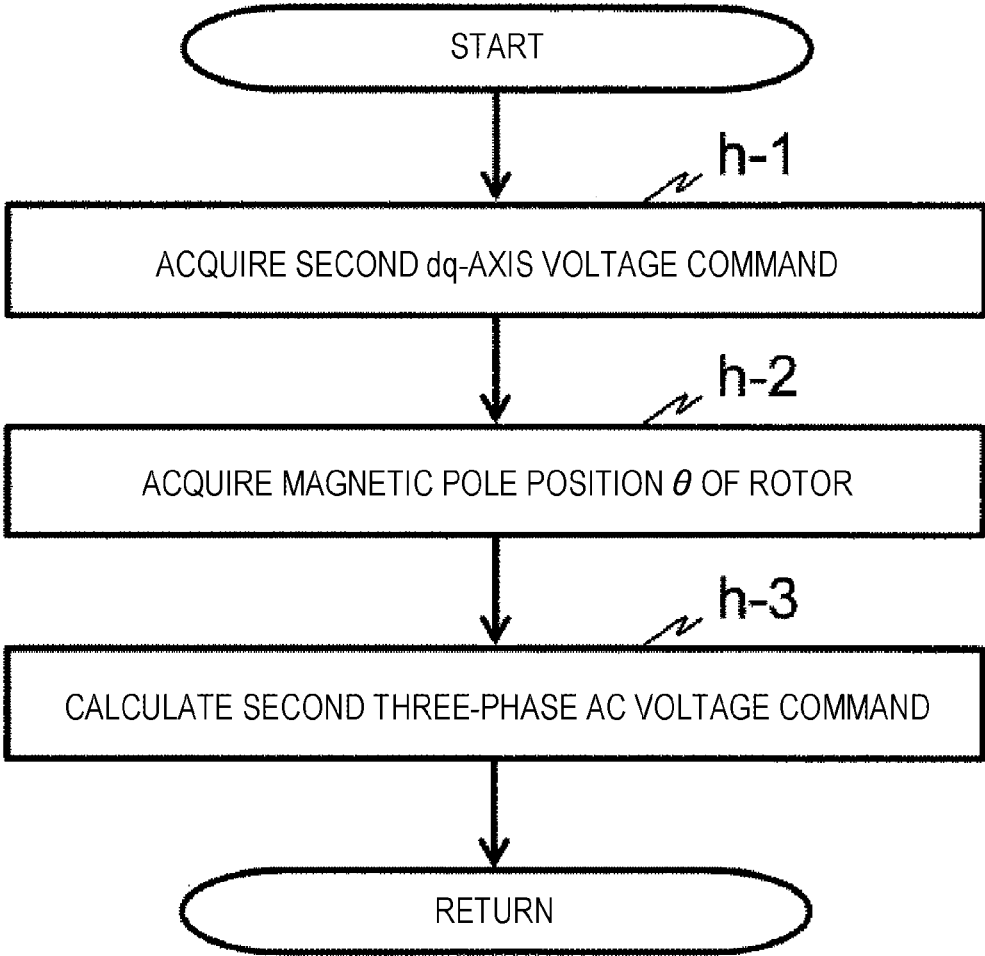 START
h-1
ACQUIRE SECOND dq-AXIS VOLTAGE COMMAND
h-2
ACQUIRE MAGNETIC POLE POSITION θ OF ROTOR
h-3
CALCULATE SECOND THREE-PHASE AC VOLTAGE COMMAND
RETURN